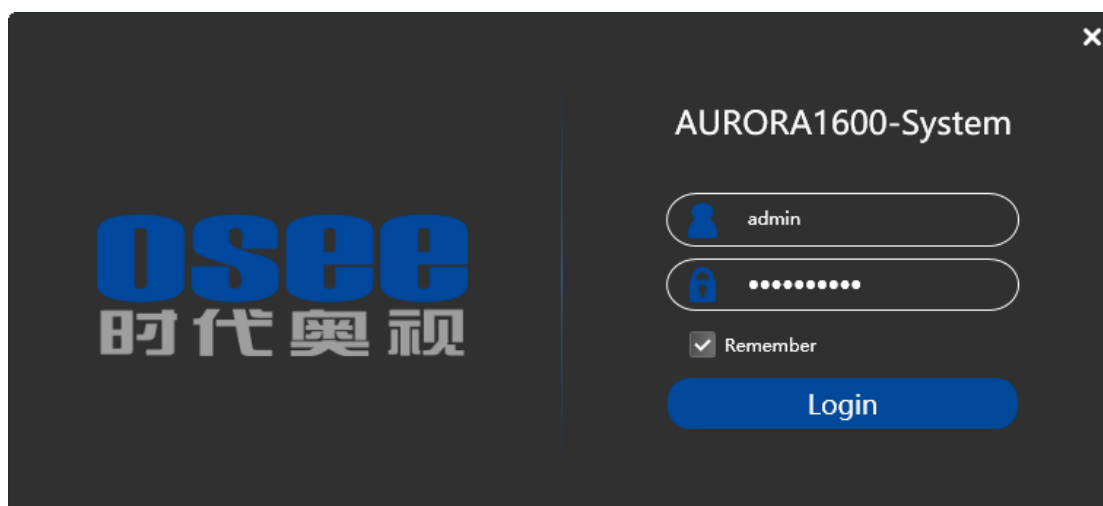 AURORA1600-System
osee
时代奥视
admin
••••••••••
Remember
Login